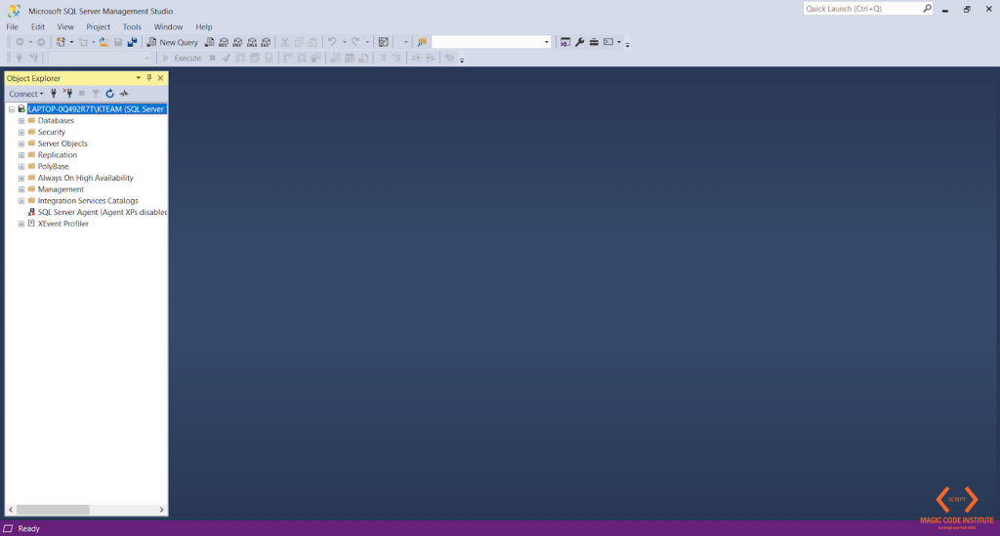 Microsoft SQL Server Management Studio
Quick Launch (Ctrl+Q)
File Edit View Project Tools Window Help
New Query
Execute
Object Explorer
Connect
LAPTOP-0Q492R7T\KTEAM (SQL Server
Databases
Security
Server Objects
Replication
PolyBase
Always On High Availability
Management
Integration Services Catalogs
SQL Server Agent (Agent XPs disabled
XEvent Profiler
SCRIPT
MAGIC CODE INSTITUTE
Ready